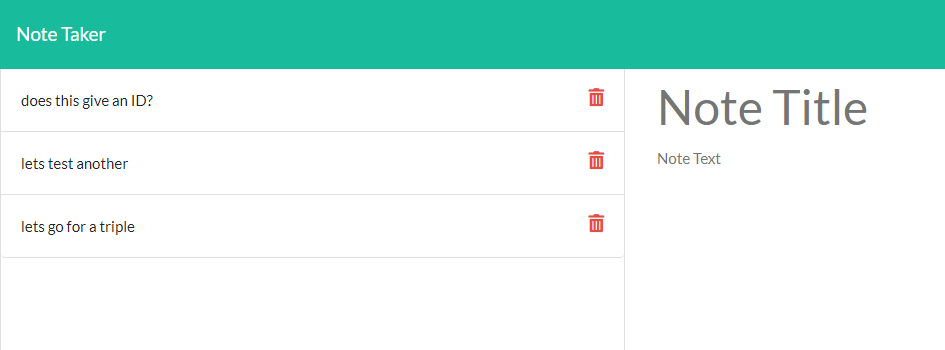 Note Taker
does this give an ID?
lets test another
lets go for a triple
Note Title
Note Text